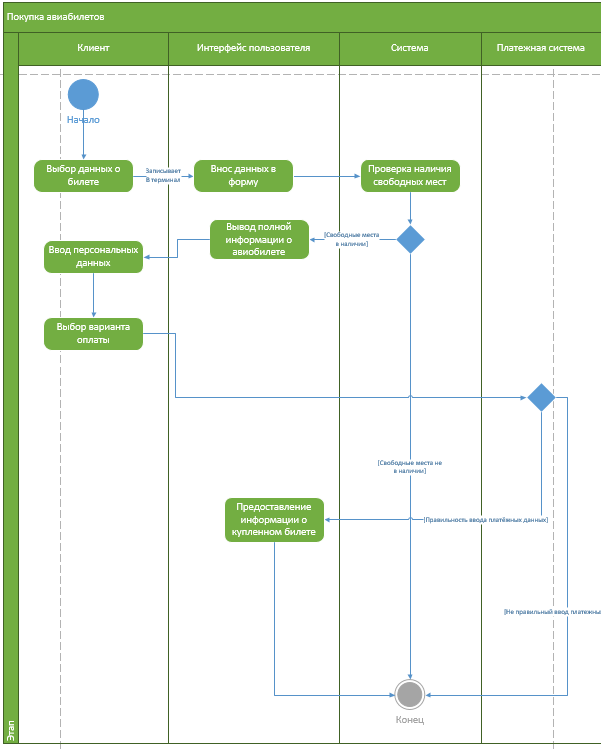 Покупка авиабилетов
Клиент
Интерфейс пользователя
Система
Платежная система
Начало
Выбор данных о
билете
Записывает
В терминал
Внос данных в
форму
Проверка наличия
свободных мест
Вывод полной
информации о
авиобилете
[Свободные места
в наличии]
Ввод персональных
данных
Выбор варианта
оплаты
[Свободные места не
в наличии]
Предоставление
информации о
купленном билете
[Правильность ввода платёжных данных]
[Не правильный ввод платежны
Конец
Этап